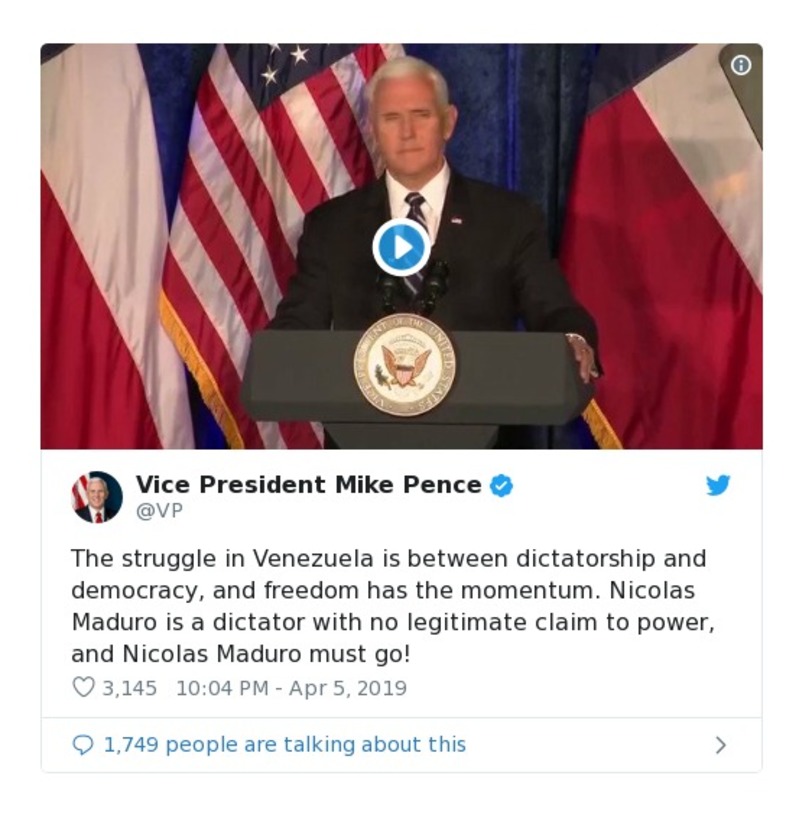 Vice President Mike Pence
@VP
The struggle in Venezuela is between dictatorship and
democracy, and freedom has the momentum. Nicolas
Maduro is a dictator with no legitimate claim to power,
and Nicolas Maduro must go!
3,145 10:04 PM - Apr 5, 2019
1,749 people are talking about this